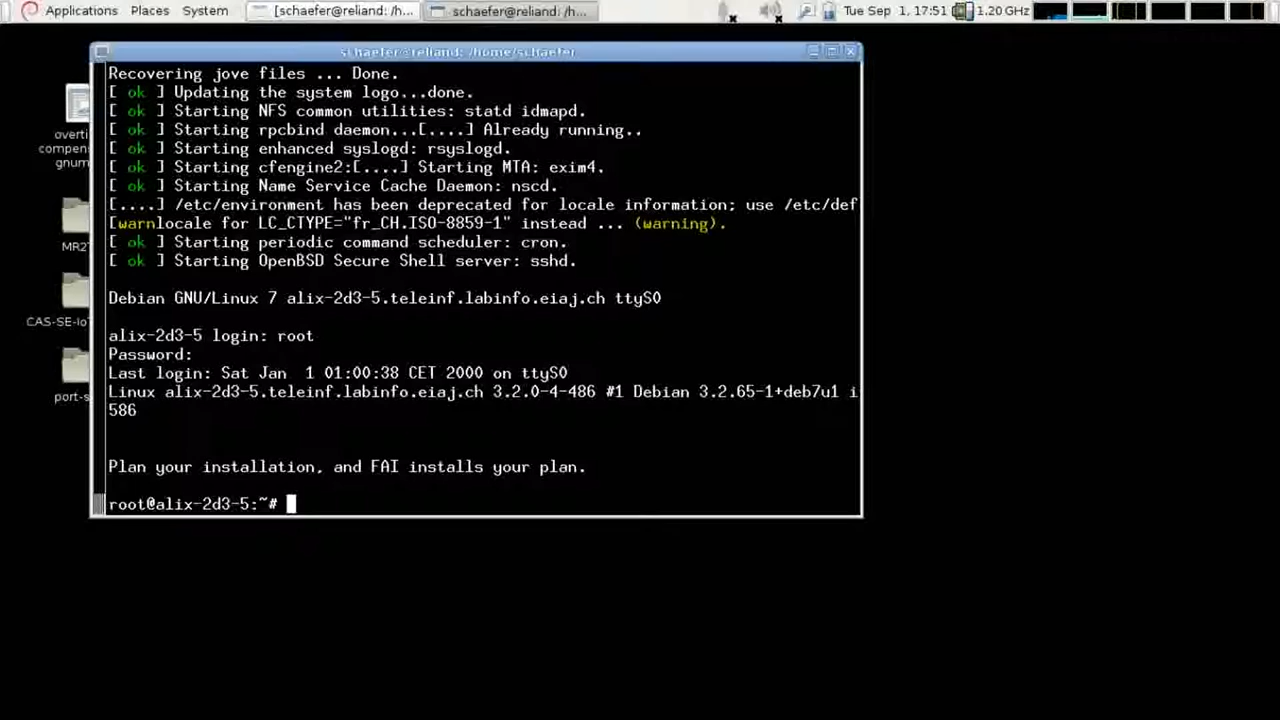 Applications Places System [schaefer@reliand: /h... schaefer@reliand: /h... Tue Sep 1, 17:51 1.20 GHz
schaefer@reliand: /home/schaefer
overti
compen
gnum
MR2
CAS-SE-IoT
port-s
Recovering jove files ... Done.
[ ok ] Updating the system logo...done.
[ ok ] Starting NFS common utilities: statd idmapd.
[ ok ] Starting rpcbind daemon...[....] Already running..
[ ok ] Starting enhanced syslogd: rsyslogd.
[ ok ] Starting cfengine2:[....] Starting MTA: exim4.
[ ok ] Starting Name Service Cache Daemon: nscd.
[....] /etc/environment has been deprecated for locale information; use /etc/def
[warnlocale for LC_CTYPE="fr_CH.ISO-8859-1" instead ... (warning).
[ ok ] Starting periodic command scheduler: cron.
[ ok ] Starting OpenBSD Secure Shell server: sshd.
Debian GNU/Linux 7 alix-2d3-5.teleinf.labinfo.eiaj.ch ttyS0
alix-2d3-5 login: root
Password:
Last login: Sat Jan  1 01:00:38 CET 2000 on ttyS0
Linux alix-2d3-5.teleinf.labinfo.eiaj.ch 3.2.0-4-486 #1 Debian 3.2.65-1+deb7u1 i
586
Plan your installation, and FAI installs your plan.
root@alix-2d3-5:~#